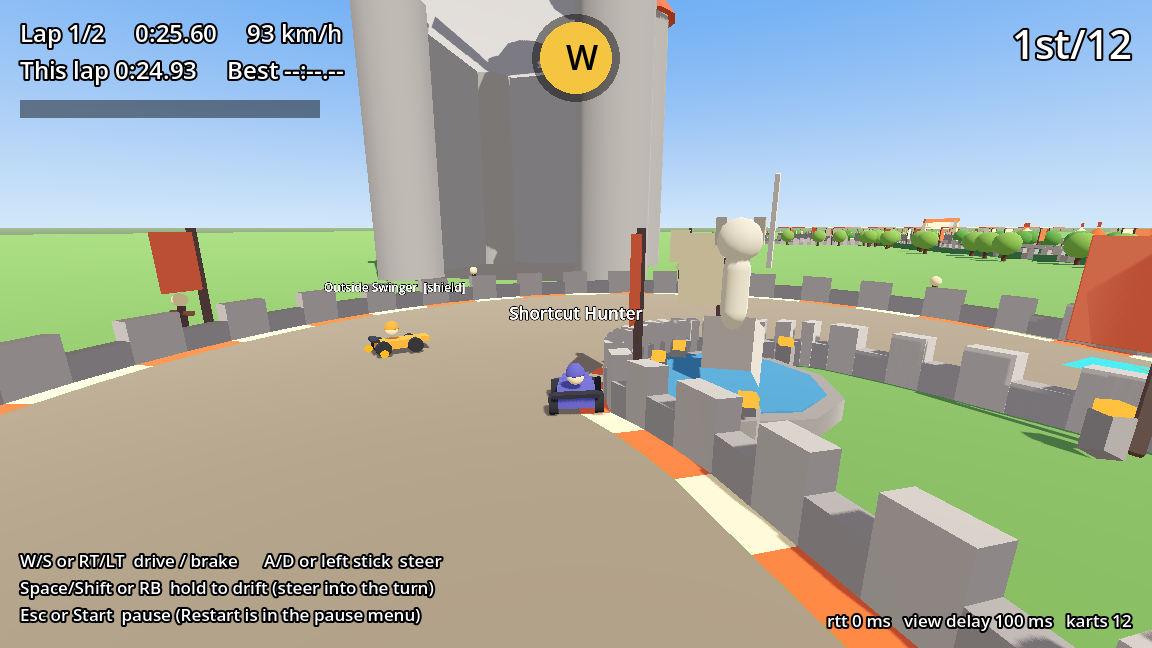 Lap 1/2 0:25.60 93 km/h
This lap 0:24.93 Best --:--.--
W
1st/12
Outside Swinger [shield]
Shortcut Hunter
W/S or RT/LT drive / brake A/D or left stick steer
Space/Shift or RB hold to drift (steer into the turn)
Esc or Start pause (Restart is in the pause menu)
rtt 0 ms view delay 100 ms karts 12